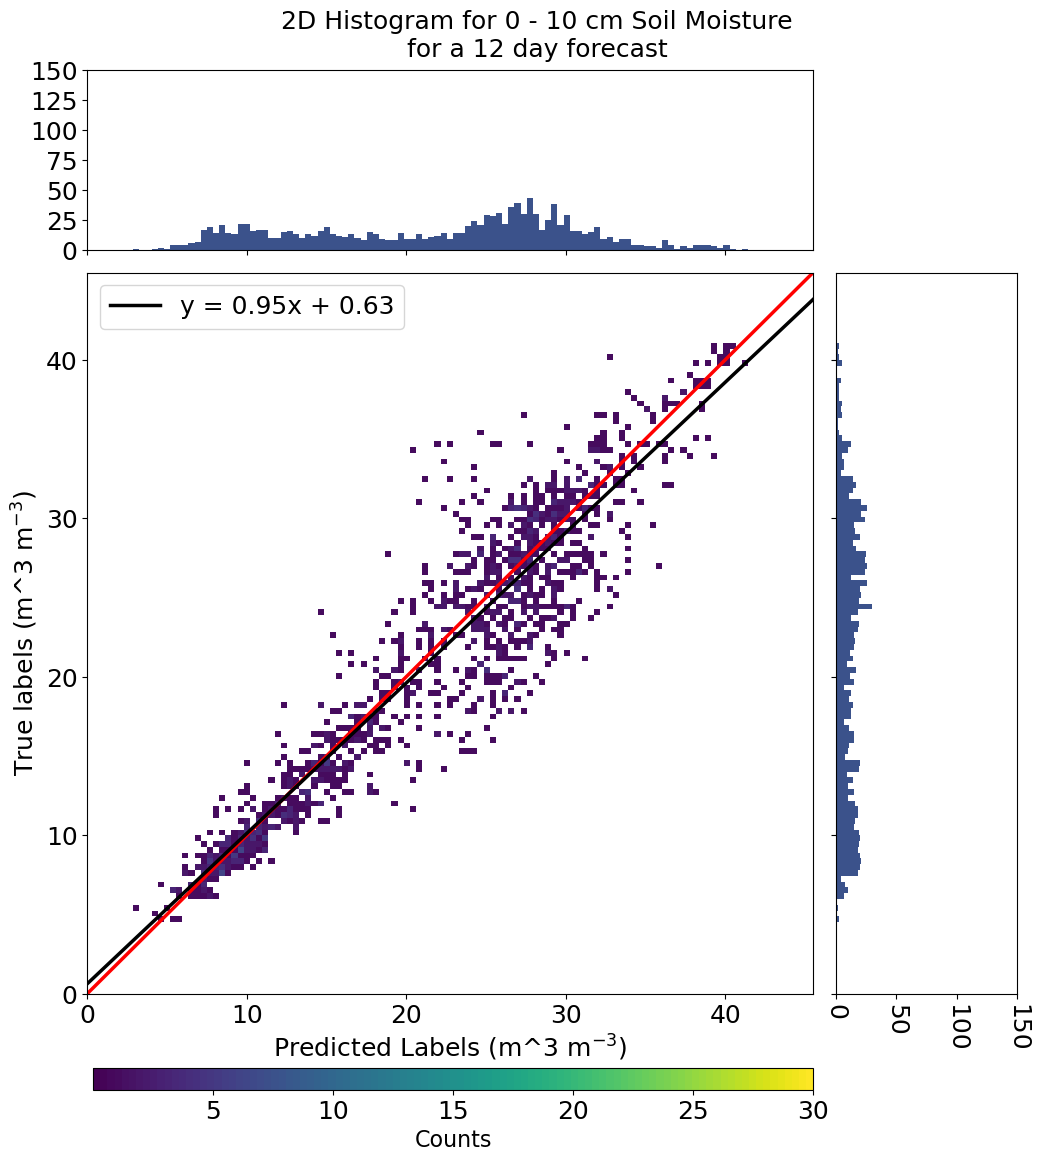 2D Histogram for 0 - 10 cm Soil Moisture
for a 12 day forecast
150
125
100
75
50
25
0
y = 0.95x + 0.63
40
30
20
10
0
True labels (m^3 m⁻³)
0 10 20 30 40
Predicted Labels (m^3 m⁻³)
0 50 100 150
5 10 15 20 25 30
Counts